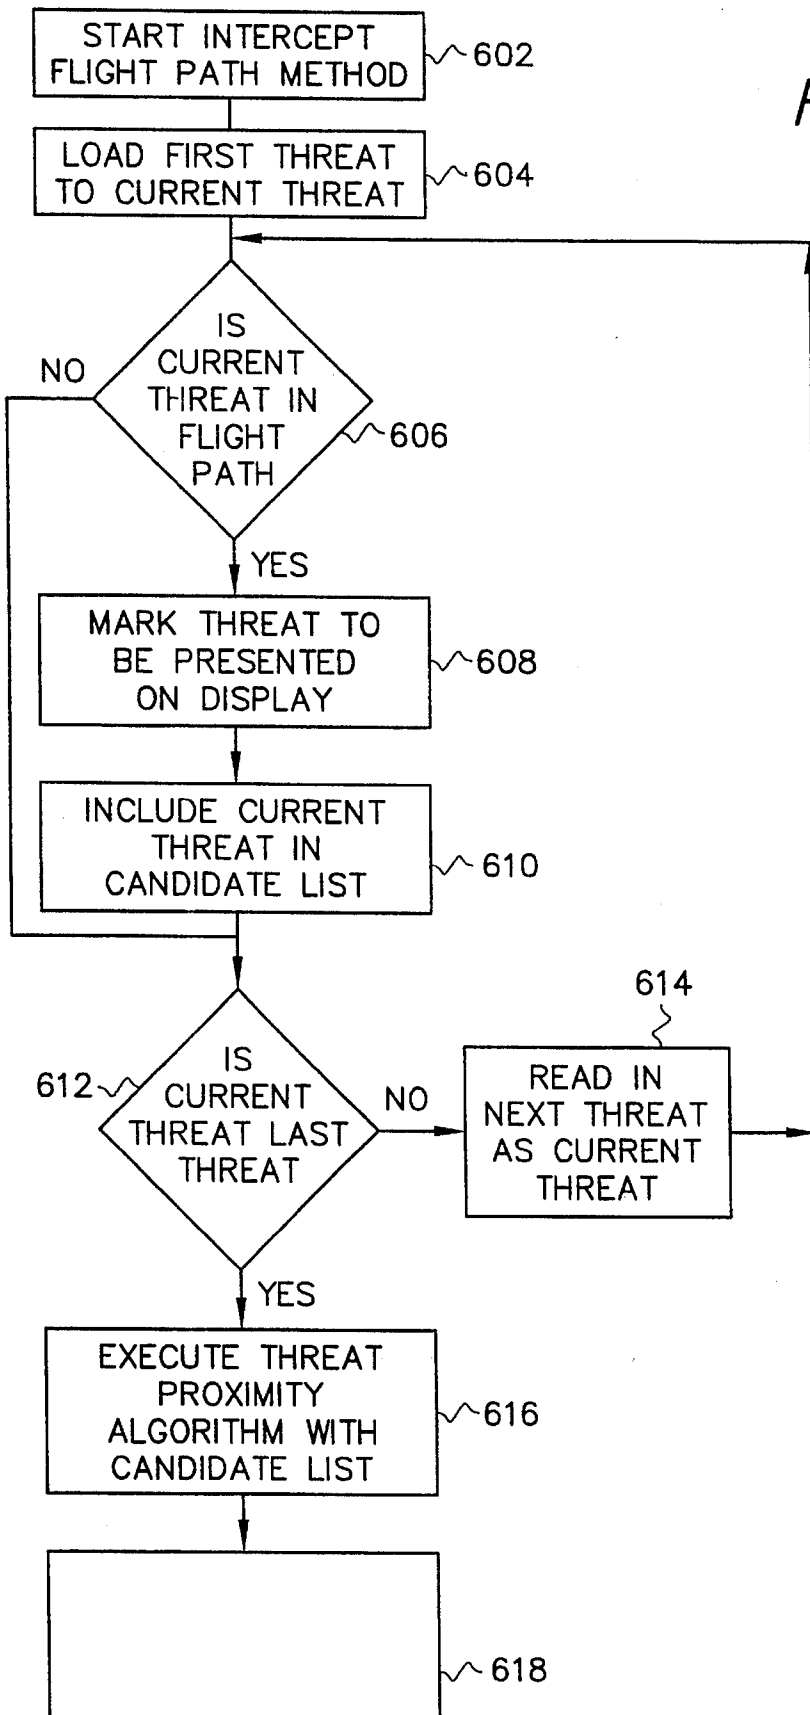 START INTERCEPT
FLIGHT PATH METHOD
602
LOAD FIRST THREAT
TO CURRENT THREAT
604
IS
CURRENT
THREAT IN
FLIGHT
PATH
NO
606
YES
MARK THREAT TO
BE PRESENTED
ON DISPLAY
608
INCLUDE CURRENT
THREAT IN
CANDIDATE LIST
610
614
612
IS
CURRENT
THREAT LAST
THREAT
NO
READ IN
NEXT THREAT
AS CURRENT
THREAT
YES
EXECUTE THREAT
PROXIMITY
ALGORITHM WITH
CANDIDATE LIST
616
618